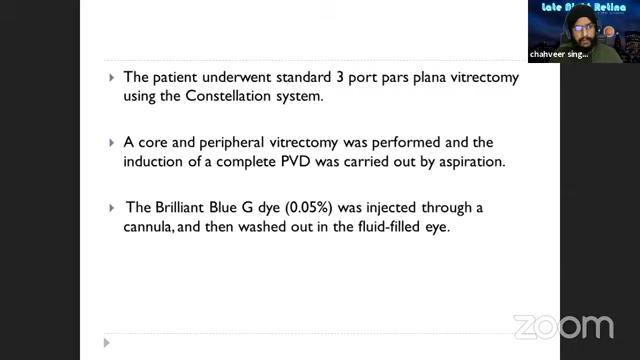 Late Night Retina
chahveer sing...
The patient underwent standard 3 port pars plana vitrectomy
using the Constellation system.
A core and peripheral vitrectomy was performed and the
induction of a complete PVD was carried out by aspiration.
The Brilliant Blue G dye (0.05%) was injected through a
cannula, and then washed out in the fluid-filled eye.
zoom